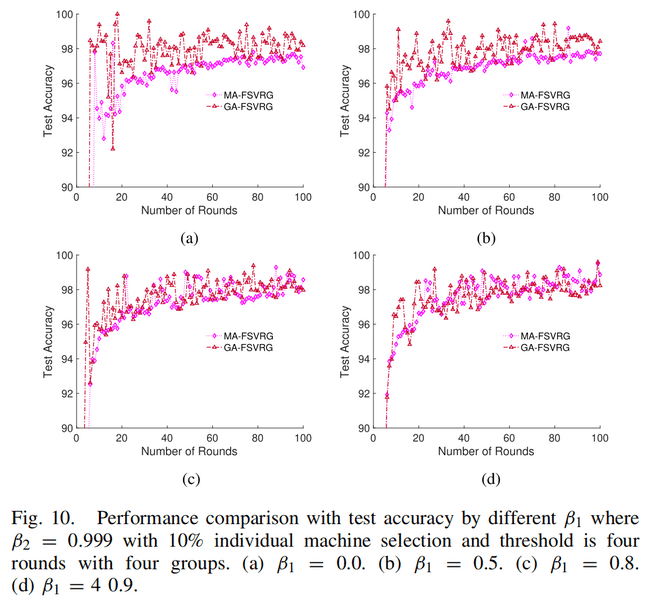 100
98
96
94
92
90
Test Accuracy
MA-FSVRG
GA-FSVRG
0 20 40 60 80 100
Number of Rounds
(a)
100
98
96
94
92
90
Test Accuracy
MA-FSVRG
GA-FSVRG
0 20 40 60 80 100
Number of Rounds
(b)
100
98
96
94
92
90
Test Accuracy
MA-FSVRG
GA-FSVRG
0 20 40 60 80 100
Number of Rounds
(c)
100
98
96
94
92
90
Test Accuracy
MA-FSVRG
GA-FSVRG
0 20 40 60 80 100
Number of Rounds
(d)
Fig. 10. Performance comparison with test accuracy by different β₁ where
β₂ = 0.999 with 10% individual machine selection and threshold is four
rounds with four groups. (a) β₁ = 0.0. (b) β₁ = 0.5. (c) β₁ = 0.8.
(d) β₁ = 4 0.9.